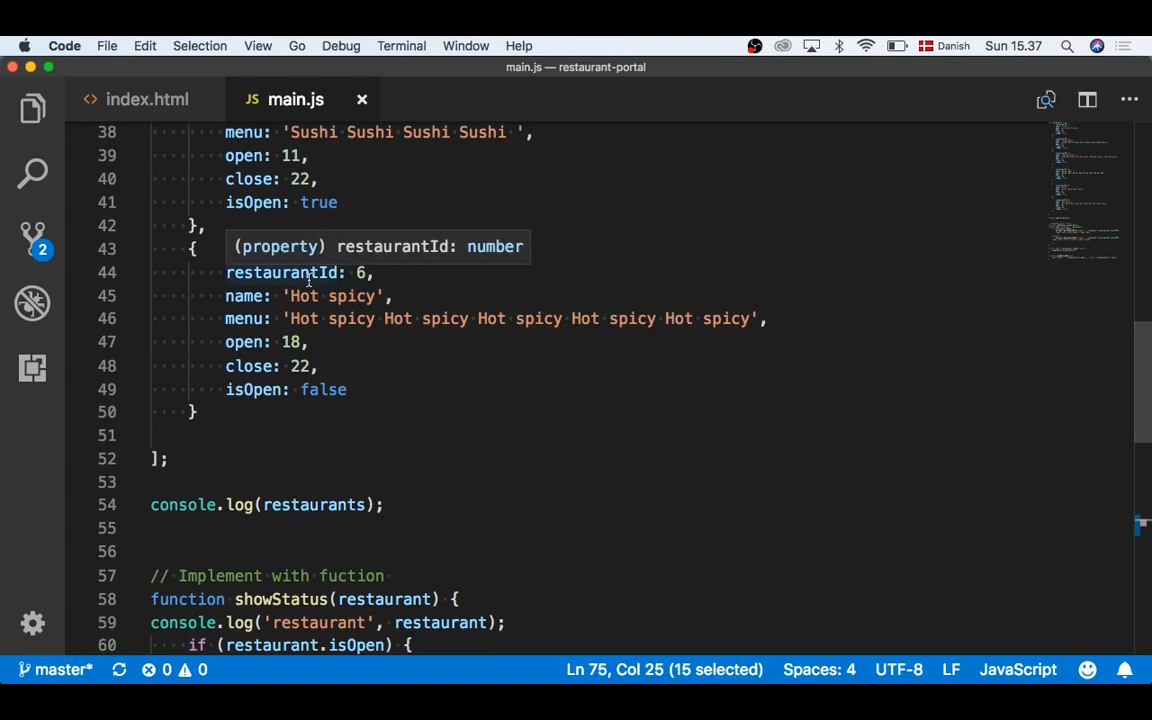 Code File Edit Selection View Go Debug Terminal Window Help Danish Sun 15.37
main.js — restaurant-portal
<> index.html JS main.js ×
38 menu: 'Sushi Sushi Sushi Sushi ',
39 open: 11,
40 close: 22,
41 isOpen: true
42 },
(property) restaurantId: number
43 {
44 restaurantId: 6,
45 name: 'Hot spicy',
46 menu: 'Hot spicy Hot spicy Hot spicy Hot spicy Hot spicy',
47 open: 18,
48 close: 22,
49 isOpen: false
50 }
51
52 ];
53
54 console.log(restaurants);
55
56
57 // Implement with fuction
58 function showStatus(restaurant) {
59 console.log('restaurant', restaurant);
60 if (restaurant.isOpen) {
2
master* 0 0 Ln 75, Col 25 (15 selected) Spaces: 4 UTF-8 LF JavaScript